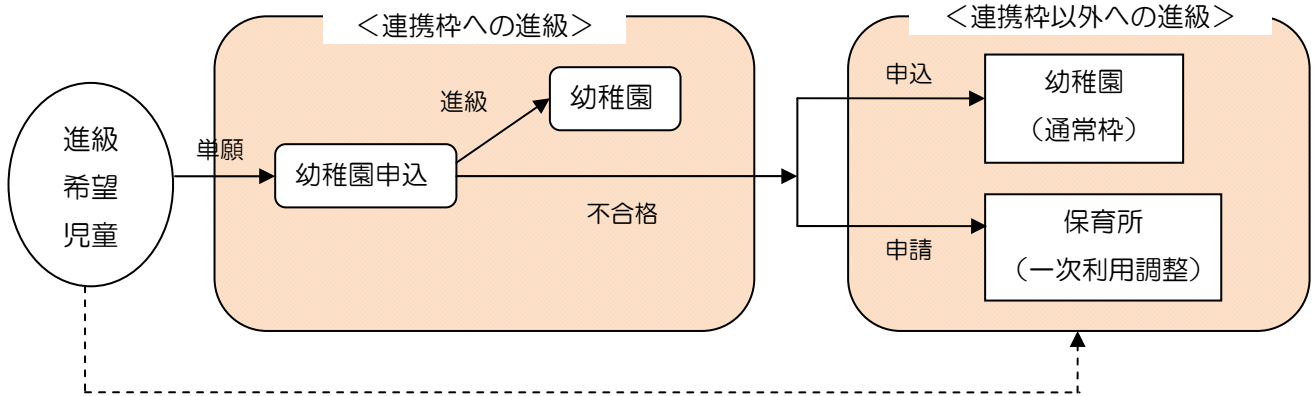 ＜連携枠への進級＞
＜連携枠以外への進級＞
進級
希望
児童
単願
幼稚園申込
進級
幼稚園
不合格
申込
幼稚園
（通常枠）
申請
保育所
（一次利用調整）